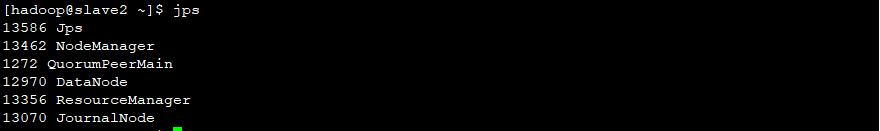 [hadoop@slave2 ~]$ jps
13586 Jps
13462 NodeManager
1272 QuorumPeerMain
12970 DataNode
13356 ResourceManager
13070 JournalNode